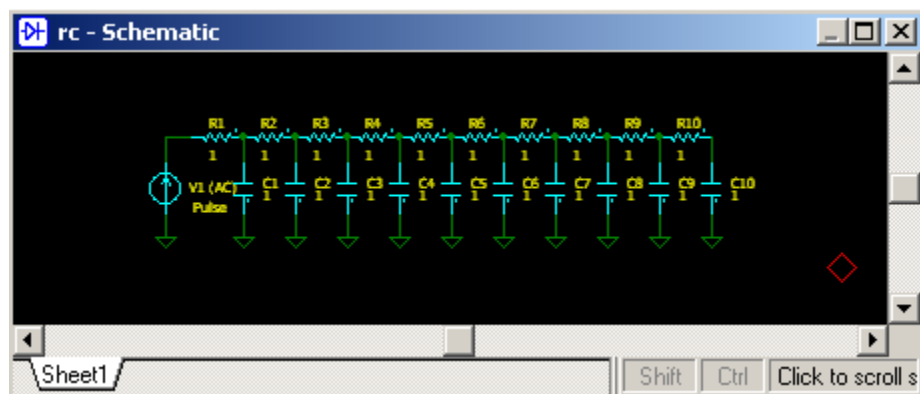 rc - Schematic
R1 R2 R3 R4 R5 R6 R7 R8 R9 R10
1 1 1 1 1 1 1 1 1 1
V1 (AC) C1 C2 C3 C4 C5 C6 C7 C8 C9 C10
1 1 1 1 1 1 1 1 1 1
Pulse
Sheet1 Shift Ctrl Click to scroll s